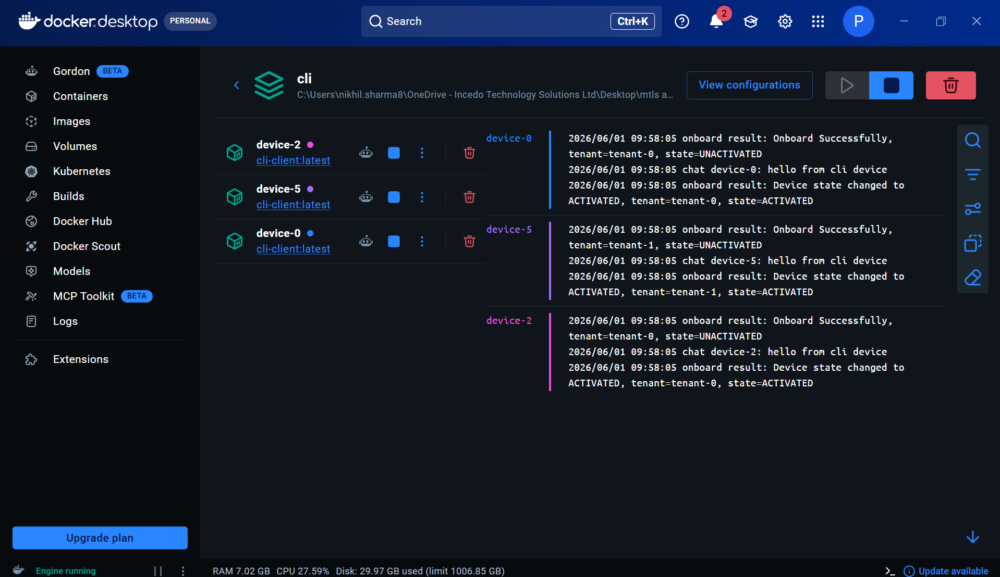 docker.desktop PERSONAL
Search Ctrl+K
2
P
Gordon BETA
Containers
Images
Volumes
Kubernetes
Builds
Docker Hub
Docker Scout
Models
MCP Toolkit BETA
Logs
Extensions
Upgrade plan
cli
C:\Users\nikhil.sharma8\OneDrive - Incedo Technology Solutions Ltd\Desktop\mtls a...
View configurations
device-2
cli-client:latest
device-5
cli-client:latest
device-0
cli-client:latest
device-0
2026/06/01 09:58:05 onboard result: Onboard Successfully,
tenant=tenant-0, state=UNACTIVATED
2026/06/01 09:58:05 chat device-0: hello from cli device
2026/06/01 09:58:05 onboard result: Device state changed to
ACTIVATED, tenant=tenant-0, state=ACTIVATED
device-5
2026/06/01 09:58:05 onboard result: Onboard Successfully,
tenant=tenant-1, state=UNACTIVATED
2026/06/01 09:58:05 chat device-5: hello from cli device
2026/06/01 09:58:05 onboard result: Device state changed to
ACTIVATED, tenant=tenant-1, state=ACTIVATED
device-2
2026/06/01 09:58:05 onboard result: Onboard Successfully,
tenant=tenant-0, state=UNACTIVATED
2026/06/01 09:58:05 chat device-2: hello from cli device
2026/06/01 09:58:05 onboard result: Device state changed to
ACTIVATED, tenant=tenant-0, state=ACTIVATED
Engine running
RAM 7.02 GB CPU 27.59% Disk: 29.97 GB used (limit 1006.85 GB)
Update available